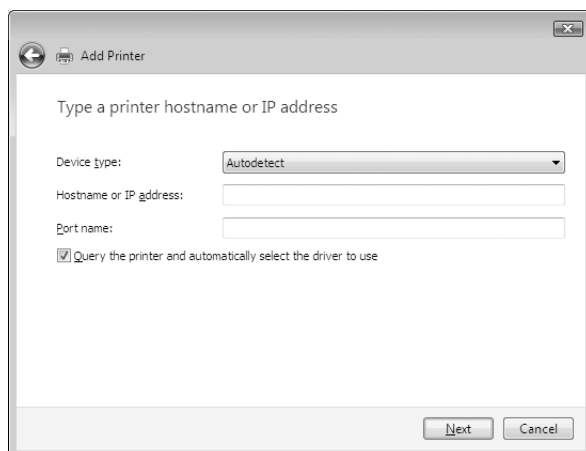 Add Printer
Type a printer hostname or IP address
Device type: Autodetect
Hostname or IP address:
Port name:
Query the printer and automatically select the driver to use
Next Cancel